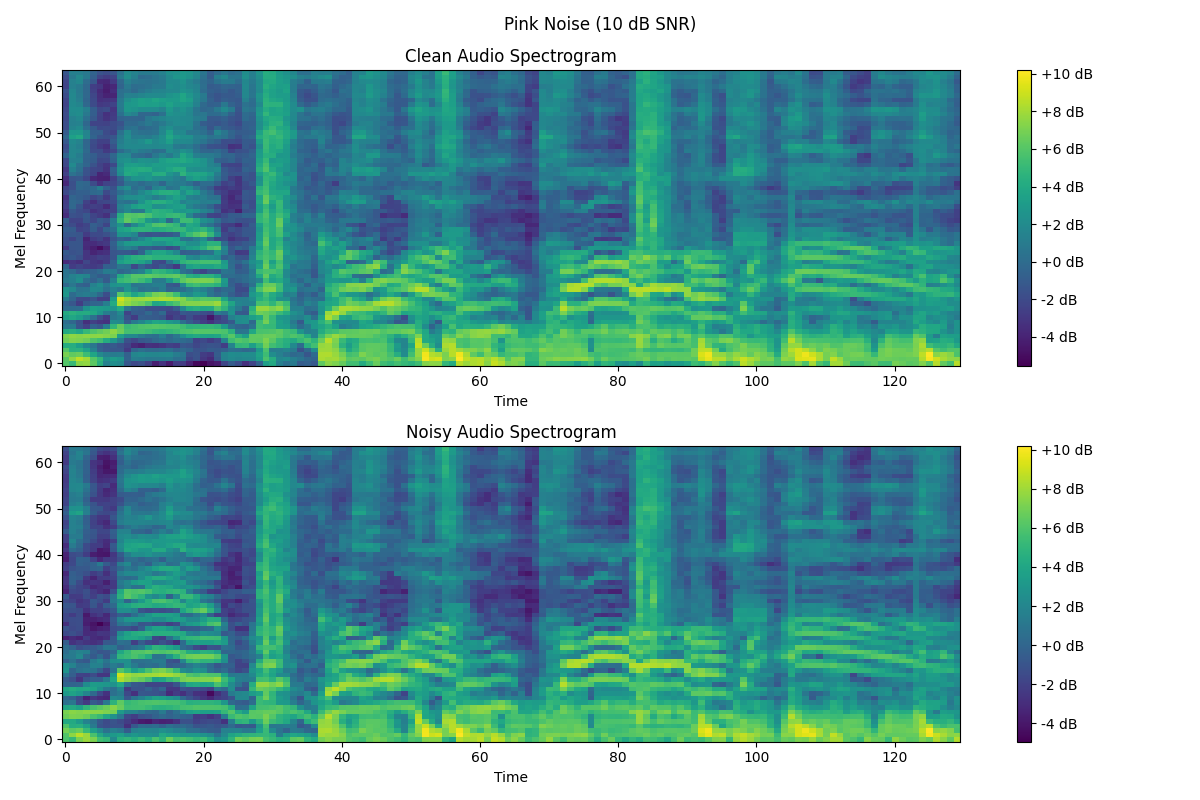 Pink Noise (10 dB SNR)
Clean Audio Spectrogram
Mel Frequency
60
50
40
30
20
10
0
0 20 40 60 80 100 120
Time
+10 dB
+8 dB
+6 dB
+4 dB
+2 dB
+0 dB
-2 dB
-4 dB
Noisy Audio Spectrogram
Mel Frequency
60
50
40
30
20
10
0
0 20 40 60 80 100 120
Time
+10 dB
+8 dB
+6 dB
+4 dB
+2 dB
+0 dB
-2 dB
-4 dB